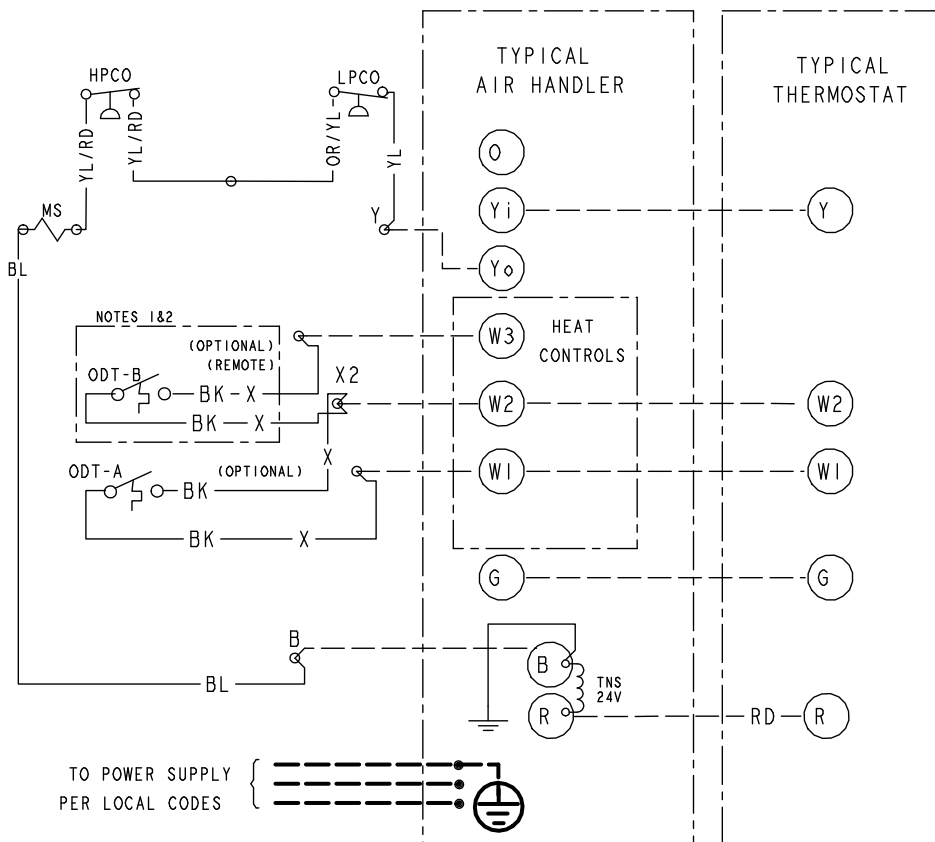 TYPICAL
AIR HANDLER
TYPICAL
THERMOSTAT
HPCO
LPCO
YL/RD
YL/RD
OR/YL
YL
O
Yi
Y
MS
Y
Yo
BL
NOTES 1&2
(OPTIONAL)
(REMOTE)
W3
HEAT
CONTROLS
ODT-B
BK-X
X2
W2
W2
BK
X
X
ODT-A
(OPTIONAL)
BK
W1
W1
BK
X
G
G
B
B
TNS
24V
BL
R
RD
R
TO POWER SUPPLY
PER LOCAL CODES